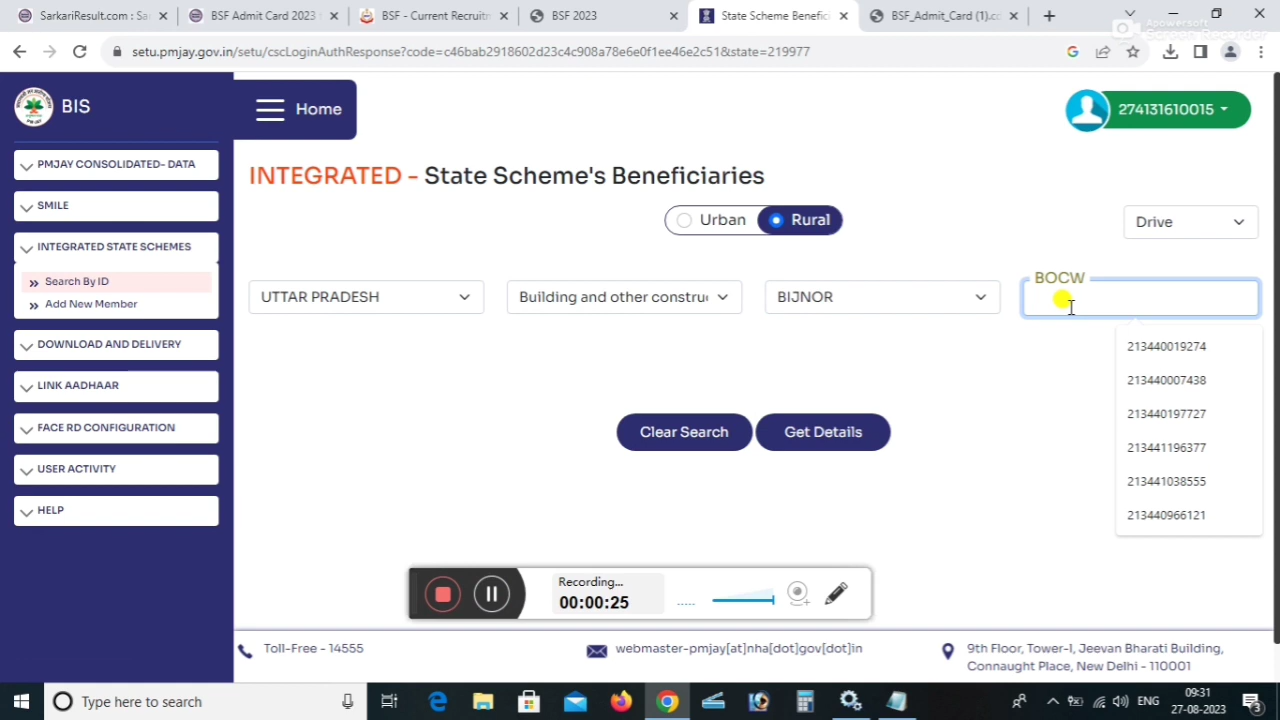 SarkariResult.com : Sa
BSF Admit Card 2023
BSF - Current Recruitm
BSF 2023
State Scheme Benefici
BSF_Admit_Card (1).c
Apowersoft
Screen Recorder
setu.pmjay.gov.in/setu/cscLoginAuthResponse?code=c46bab2918602d23c4c908a78e6e0f1ee46e2c51&state=219977
BIS
Home
274131610015
PMJAY CONSOLIDATED- DATA
SMILE
INTEGRATED STATE SCHEMES
Search By ID
Add New Member
DOWNLOAD AND DELIVERY
LINK AADHAAR
FACE RD CONFIGURATION
USER ACTIVITY
HELP
INTEGRATED - State Scheme's Beneficiaries
Urban
Rural
Drive
UTTAR PRADESH
Building and other constru
BIJNOR
BOCW
213440019274
213440007438
213440197727
213441196377
213441038555
213440966121
Clear Search
Get Details
Recording...
00:00:25
Toll-Free - 14555
webmaster-pmjay[at]nha[dot]gov[dot]in
9th Floor, Tower-l, Jeevan Bharati Building,
Connaught Place, New Delhi - 110001
Type here to search
ENG
09:31
27-08-2023
3